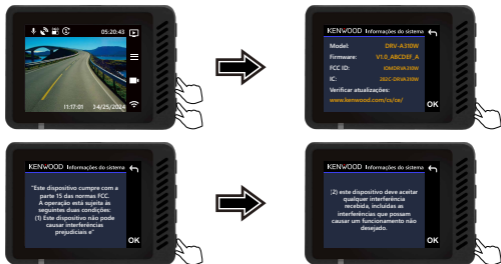 05:20:43
11:17:01 34/25/2024
KENWOOD Informações do sistema
Model: DRV-A310W
Firmware: V1.0_ABCDEF_A
FCC ID:
IC: 282C-DRVA310W
Verificar atualizações:
www.kenwood.com/cs/ce/
OK
KENWOOD Informações do sistema
"Este dispositivo cumpre com a
parte 15 das normas FCC.
A operação está sujeita às
seguintes duas condições:
(1) Este dispositivo não pode
causar interferências
prejudiciais e"
OK
KENWOOD Informações do sistema
(2) este dispositivo deve aceitar
qualquer interferência
recebida, incluídas as
interferências que possam
causar um funcionamento não
desejado.
OK